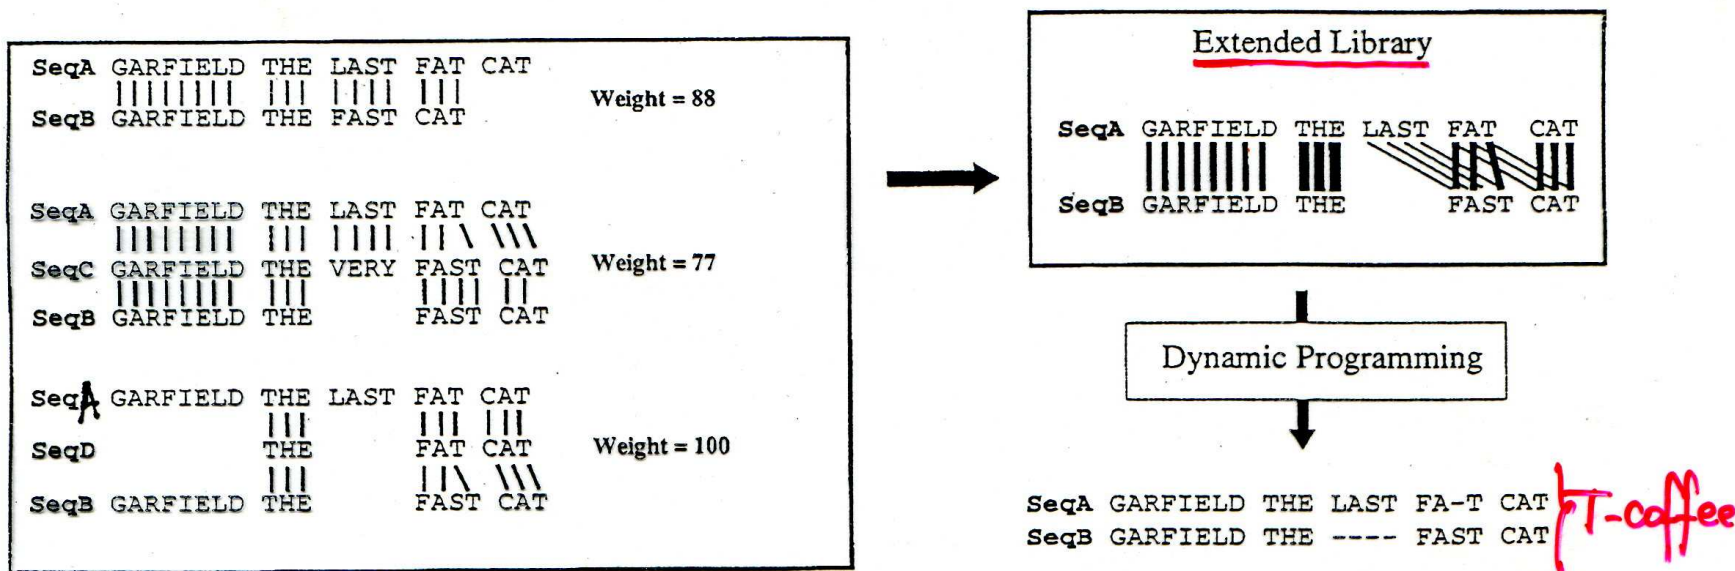 SeqA GARFIELD THE LAST FAT CAT
Weight = 88
SeqB GARFIELD THE FAST CAT
SeqA GARFIELD THE LAST FAT CAT
SeqC GARFIELD THE VERY FAST CAT
Weight = 77
SeqB GARFIELD THE FAST CAT
SeqA GARFIELD THE LAST FAT CAT
SeqD THE FAT CAT
Weight = 100
SeqB GARFIELD THE FAST CAT
Extended Library
SeqA GARFIELD THE LAST FAT CAT
SeqB GARFIELD THE FAST CAT
Dynamic Programming
SeqA GARFIELD THE LAST FA-T CAT
SeqB GARFIELD THE ---- FAST CAT
T-coffee